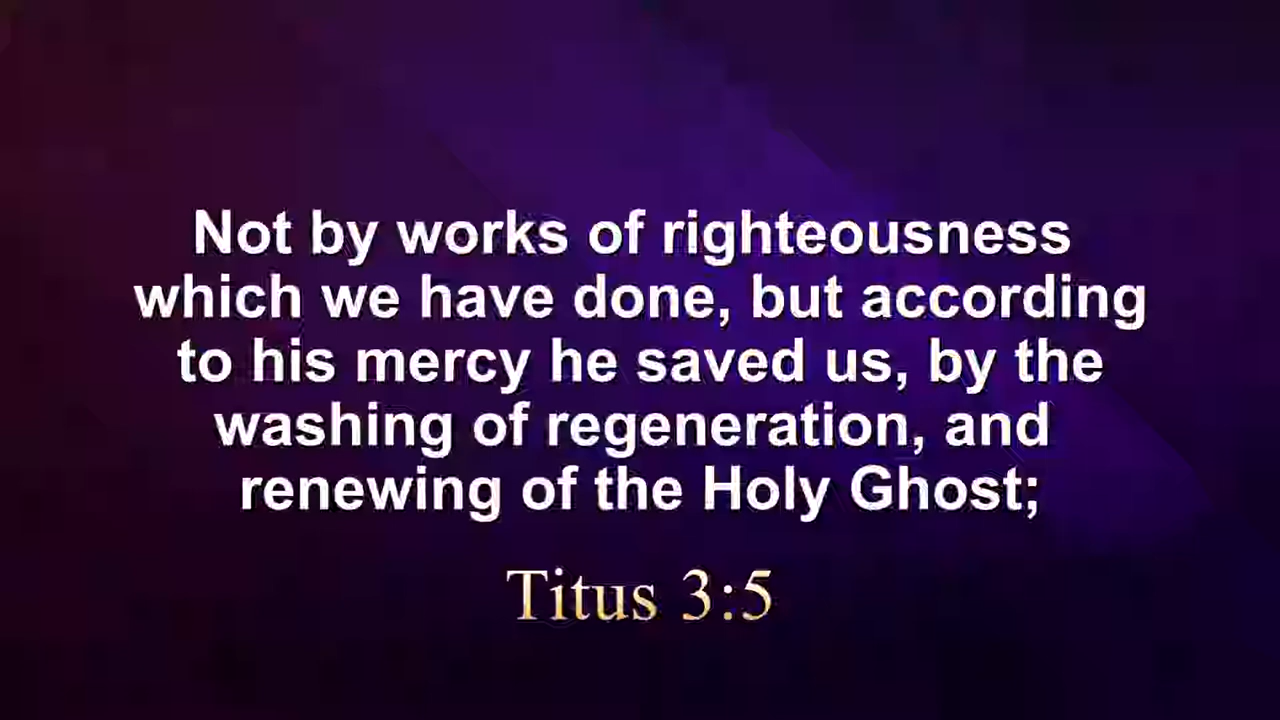 Not by works of righteousness
which we have done, but according
to his mercy he saved us, by the
washing of regeneration, and
renewing of the Holy Ghost;
Titus 3:5